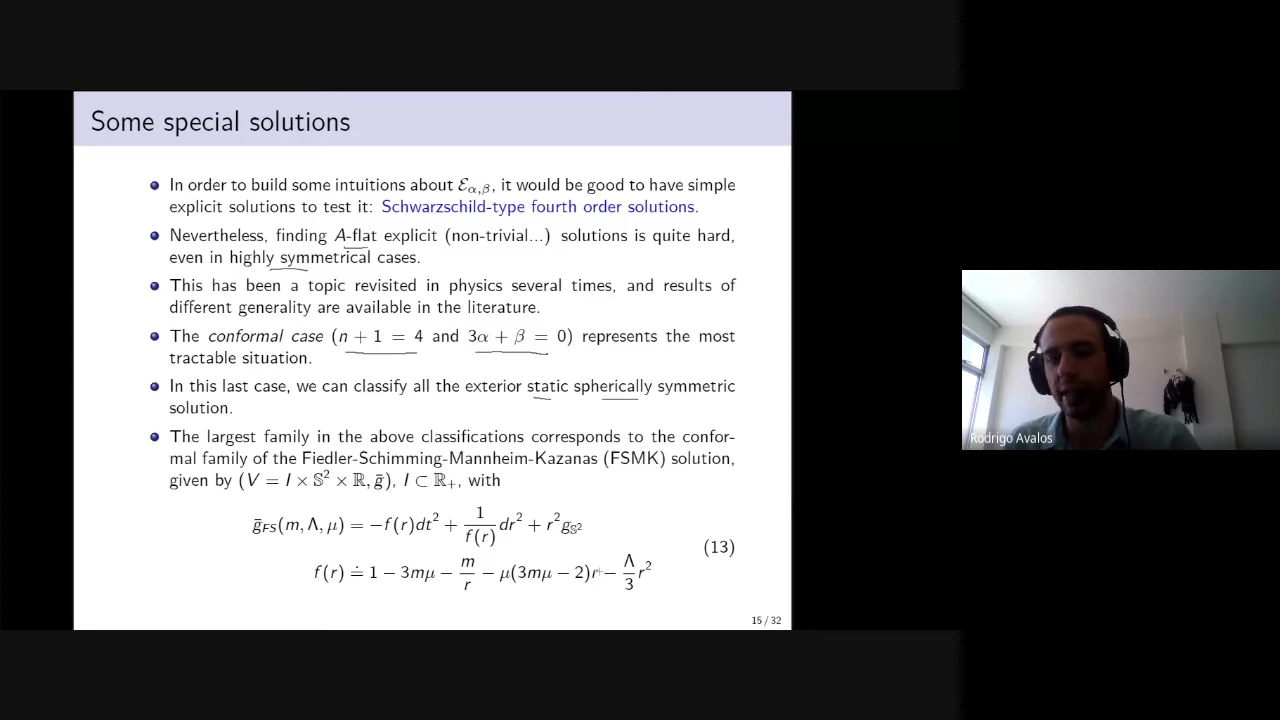 Some special solutions
In order to build some intuitions about ℰα,β, it would be good to have simple
explicit solutions to test it: Schwarzschild-type fourth order solutions.
Nevertheless, finding A-flat explicit (non-trivial...) solutions is quite hard,
even in highly symmetrical cases.
This has been a topic revisited in physics several times, and results of
different generality are available in the literature.
The conformal case (n + 1 = 4 and 3α + β = 0) represents the most
tractable situation.
In this last case, we can classify all the exterior static spherically symmetric
solution.
The largest family in the above classifications corresponds to the confor-
mal family of the Fiedler-Schimming-Mannheim-Kazanas (FSMK) solution,
given by (V = I × 𝕊² × ℝ, ḡ), I ⊂ ℝ₊, with
ḡFS(m, Λ, μ) = −f(r)dt² + 1/f(r) dr² + r²g𝕊²
(13)
f(r) ≐ 1 − 3mμ − m/r − μ(3mμ − 2)r − Λ/3 r²
15 / 32
Rodrigo Avalos